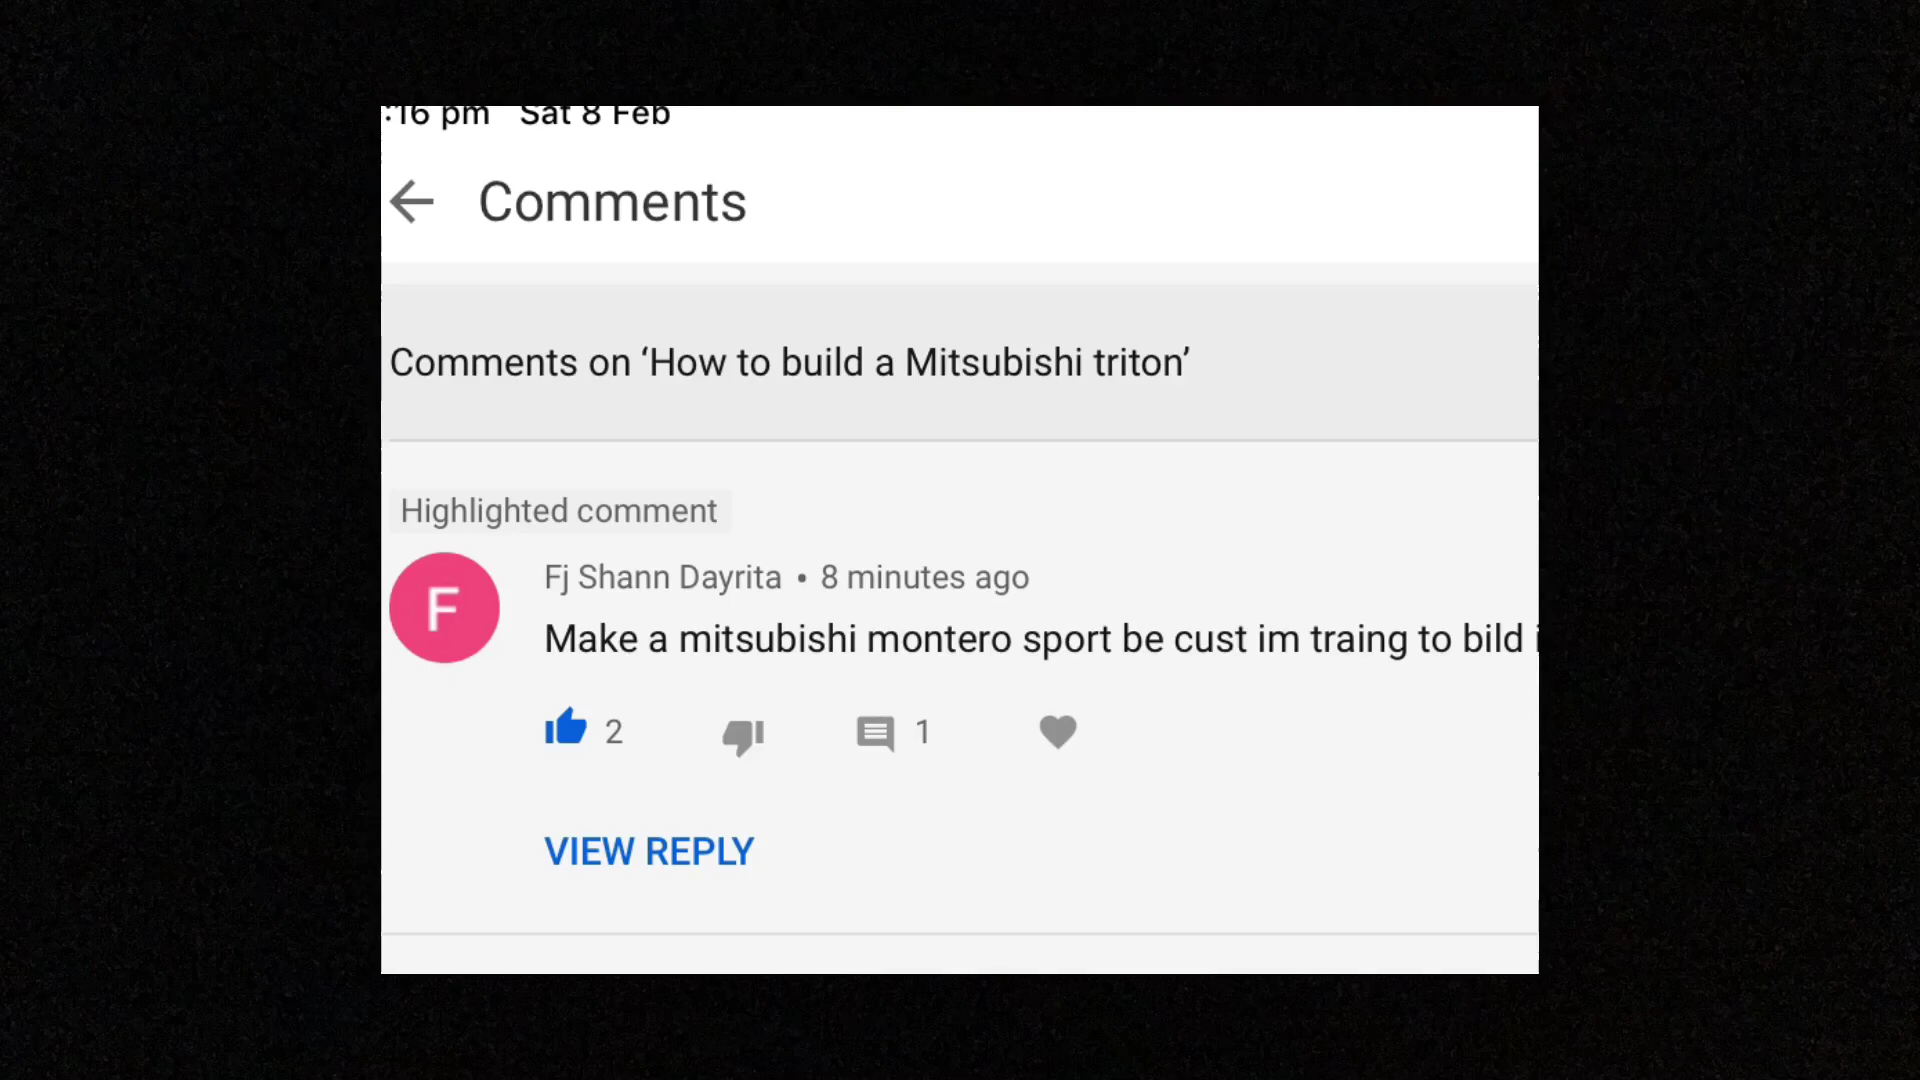 :16 pm Sat 8 Feb
Comments
Comments on ‘How to build a Mitsubishi triton’
Highlighted comment
F
Fj Shann Dayrita • 8 minutes ago
Make a mitsubishi montero sport be cust im traing to bild
2
1
VIEW REPLY